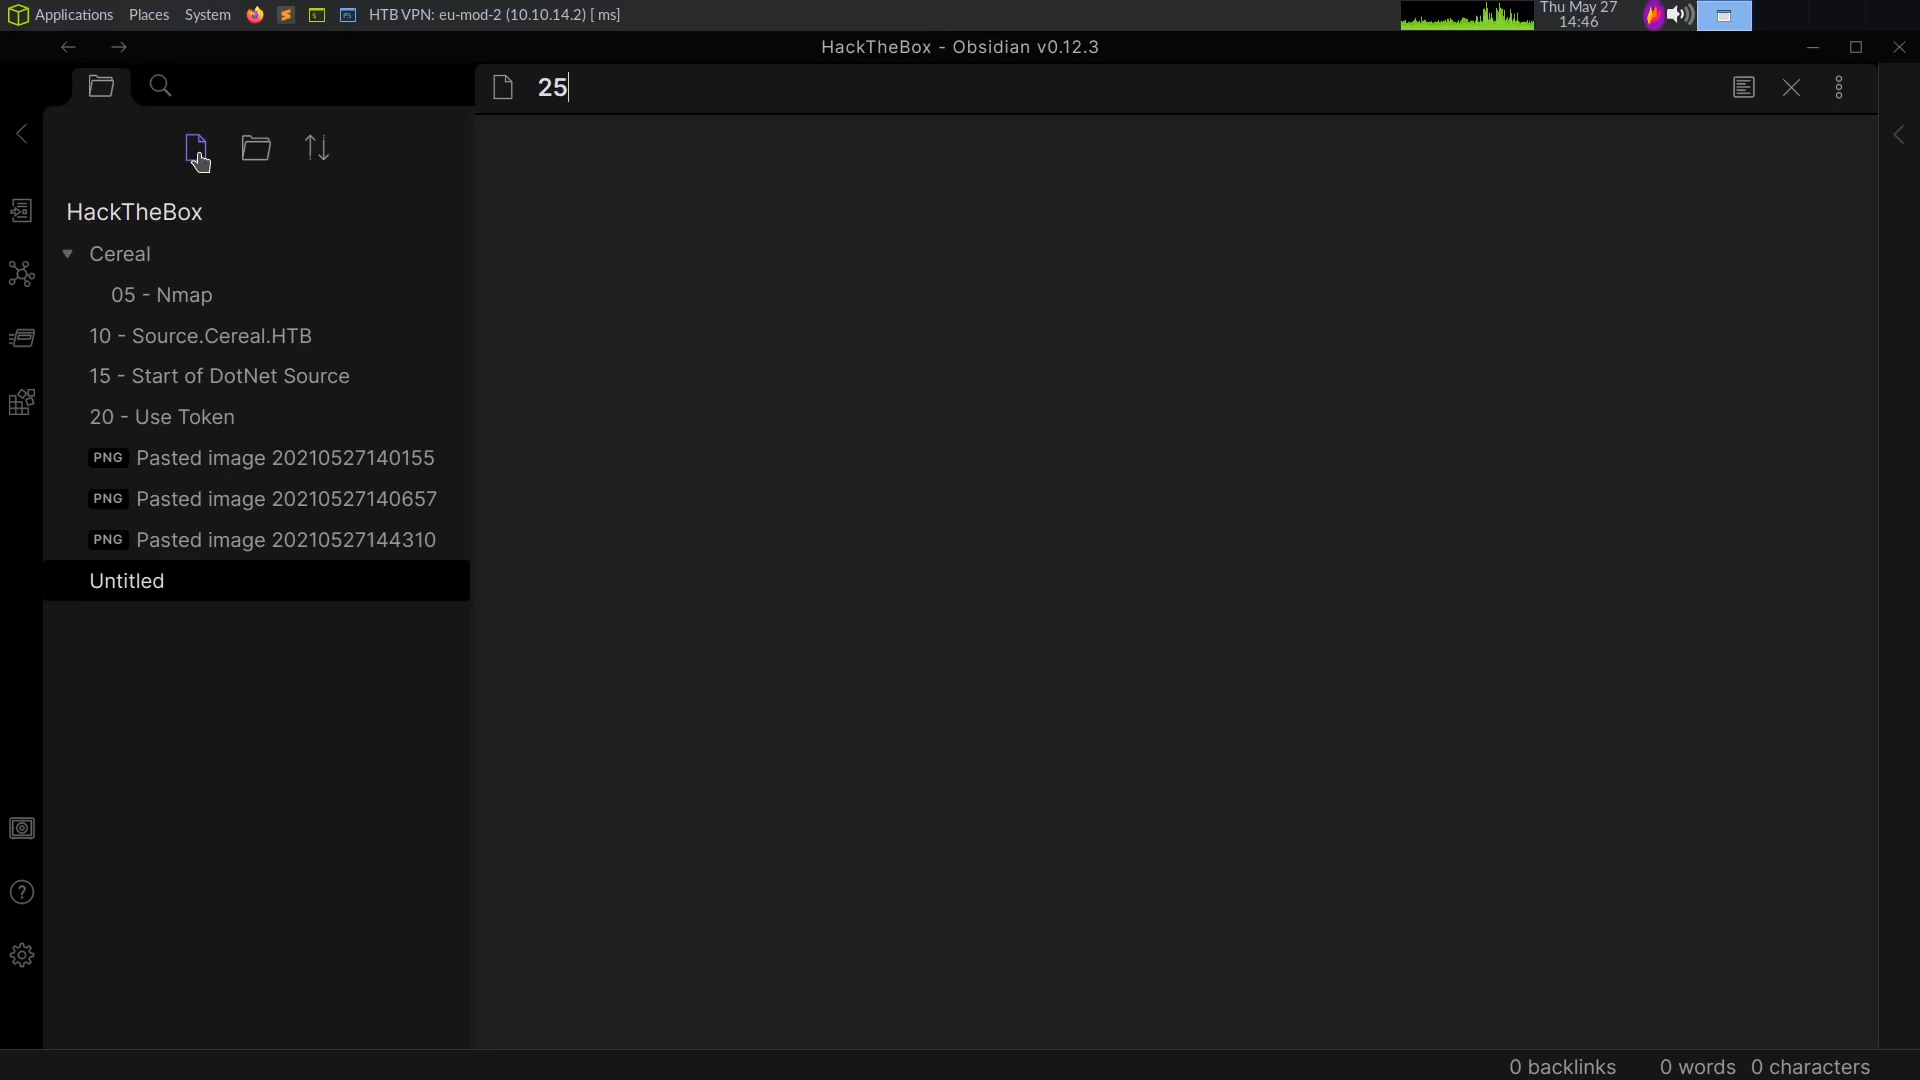 Applications Places System HTB VPN: eu-mod-2 (10.10.14.2) [ ms] Thu May 27
14:46
HackTheBox - Obsidian v0.12.3
25
HackTheBox
Cereal
05 - Nmap
10 - Source.Cereal.HTB
15 - Start of DotNet Source
20 - Use Token
PNG Pasted image 20210527140155
PNG Pasted image 20210527140657
PNG Pasted image 20210527144310
Untitled
0 backlinks 0 words 0 characters